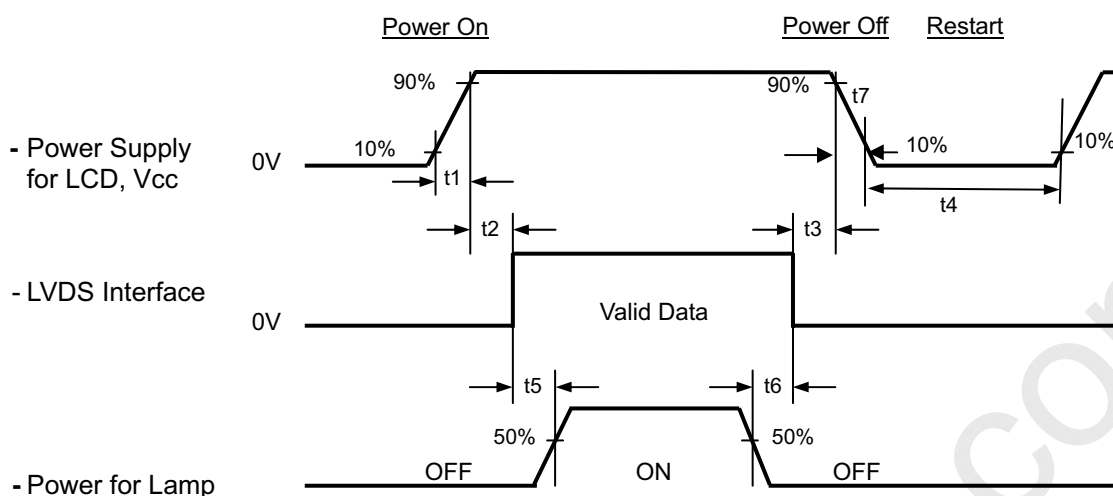 Power On Power Off Restart
90% 90% t7
- Power Supply for LCD, Vcc
0V 10% 10% 10%
t1 t4
t2 t3
- LVDS Interface
0V Valid Data
t5 t6
50% 50%
- Power for Lamp OFF ON OFF